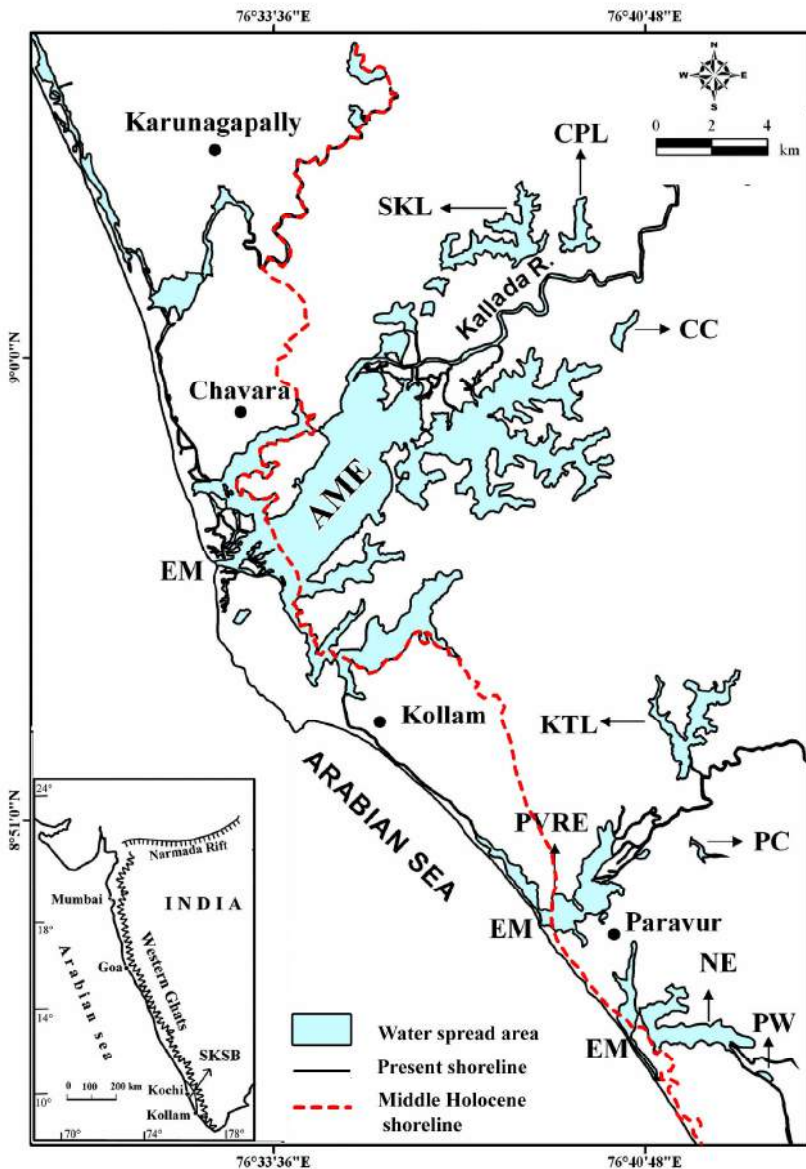 76°33'36"E
76°40'48"E
N
W
E
S
0
2
4
km
Karunagapally
CPL
SKL
Kallada R.
CC
9°0'0"N
Chavara
AME
EM
Kollam
KTL
ARABIAN SEA
8°51'0"N
PVRE
PC
EM
Paravur
NE
EM
PW
24°
Narmada Rift
Mumbai
INDIA
18°
Arabian sea
Goa
Western Ghats
14°
SKSB
0 100 200 km
Kochi
Kollam
10°
70°
74°
178°
Water spread area
Present shoreline
Middle Holocene
shoreline
76°33'36"E
76°40'48"E